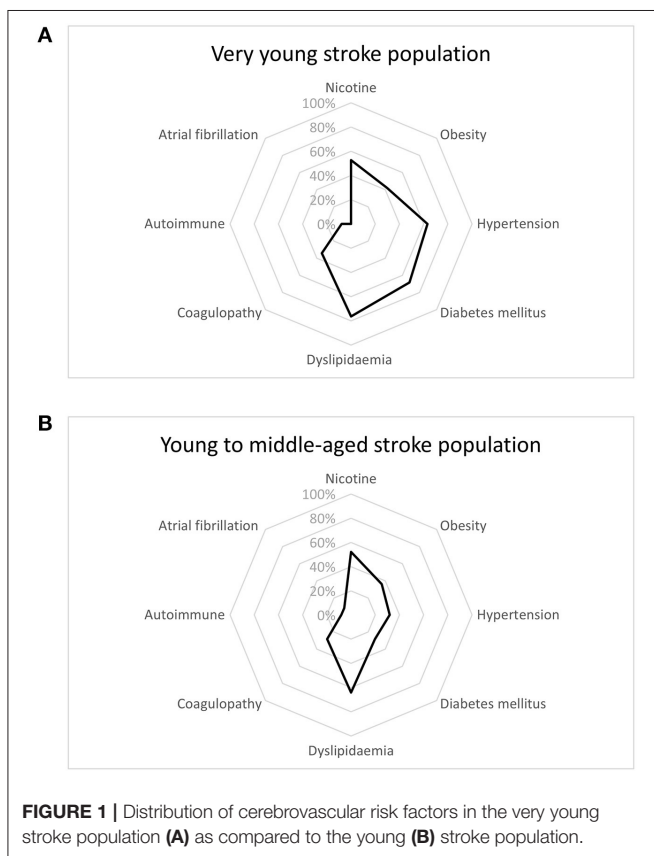 A
Very young stroke population
Nicotine
100%
Atrial fibrillation
Obesity
80%
60%
40%
20%
Autoimmune
0%
Hypertension
Coagulopathy
Diabetes mellitus
Dyslipidaemia
B
Young to middle-aged stroke population
Nicotine
100%
Atrial fibrillation
Obesity
80%
60%
40%
20%
Autoimmune
0%
Hypertension
Coagulopathy
Diabetes mellitus
Dyslipidaemia
FIGURE 1 | Distribution of cerebrovascular risk factors in the very young
stroke population (A) as compared to the young (B) stroke population.